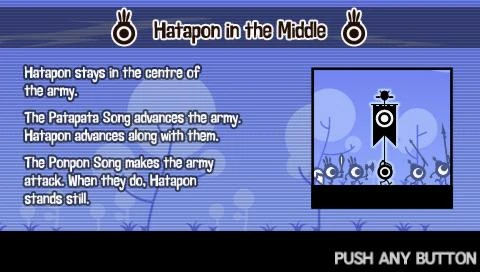 Hatapon in the Middle
Hatapon stays in the centre of
the army.
The Patapata Song advances the army.
Hatapon advances along with them.
The Ponpon Song makes the army
attack. When they do, Hatapon
stands still.
PUSH ANY BUTTON